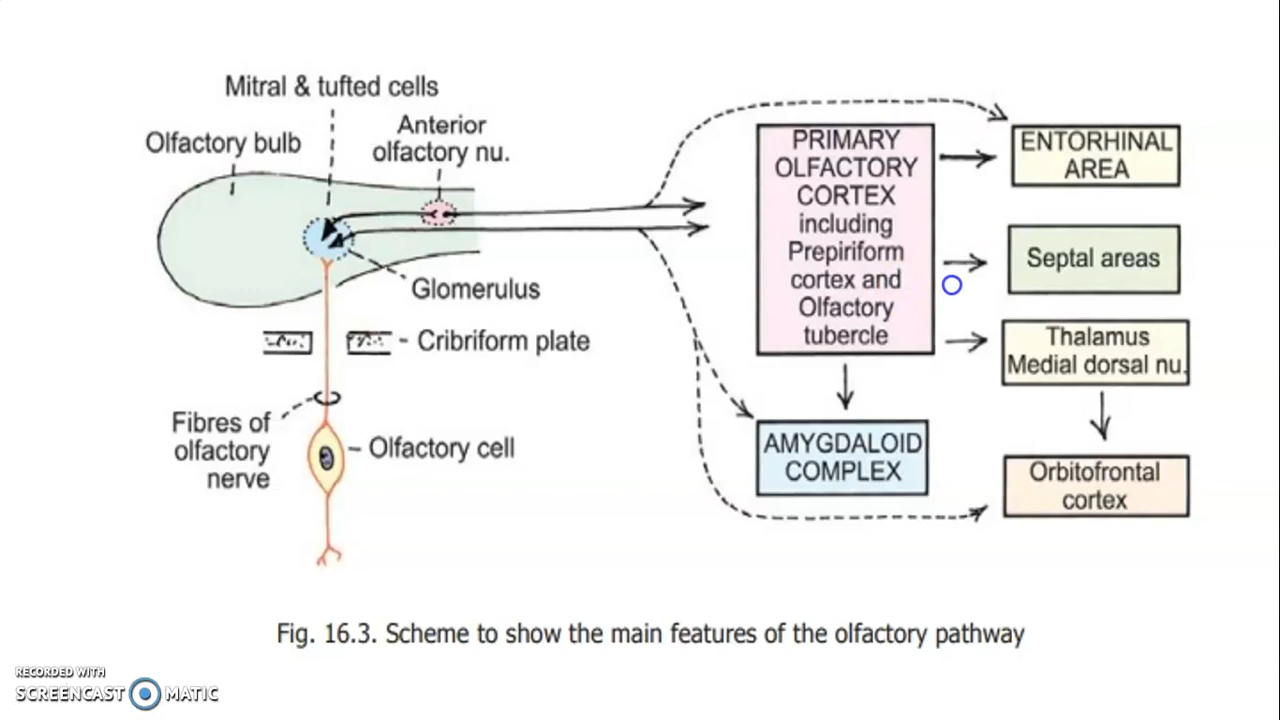 Mitral & tufted cells
Olfactory bulb
Anterior
olfactory nu.
Glomerulus
- Cribriform plate
Fibres of
olfactory
nerve
Olfactory cell
PRIMARY
OLFACTORY
CORTEX
including
Prepiriform
cortex and
Olfactory
tubercle
ENTORHINAL
AREA
Septal areas
Thalamus
Medial dorsal nu.
AMYGDALOID
COMPLEX
Orbitofrontal
cortex
Fig. 16.3. Scheme to show the main features of the olfactory pathway
RECORDED WITH
SCREENCAST MATIC